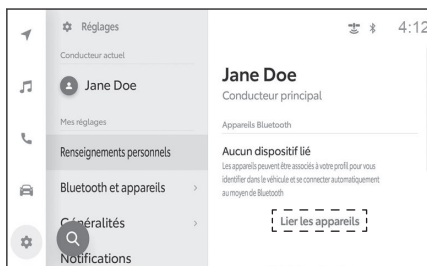 Réglages
4:12
Conducteur actuel
Jane Doe
Mes réglages
Renseignements personnels
Bluetooth et appareils
Généralités
Notifications
Jane Doe
Conducteur principal
Appareils Bluetooth
Aucun dispositif lié
Les appareils peuvent être associés à votre profil pour vous
identifier dans le véhicule et se connecter automatiquement
au moyen de Bluetooth
Lier les appareils